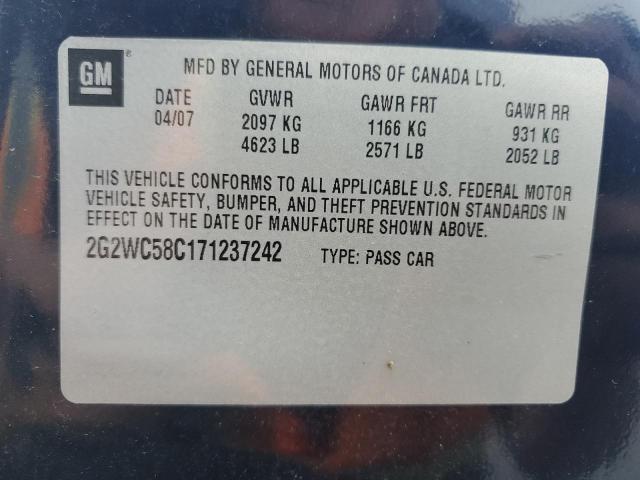 GM ®
MFD BY GENERAL MOTORS OF CANADA LTD.
DATE GVWR GAWR FRT GAWR RR
04/07 2097 KG 1166 KG 931 KG
4623 LB 2571 LB 2052 LB
THIS VEHICLE CONFORMS TO ALL APPLICABLE U.S. FEDERAL MOTOR
VEHICLE SAFETY, BUMPER, AND THEFT PREVENTION STANDARDS IN
EFFECT ON THE DATE OF MANUFACTURE SHOWN ABOVE.
2G2WC58C171237242 TYPE: PASS CAR